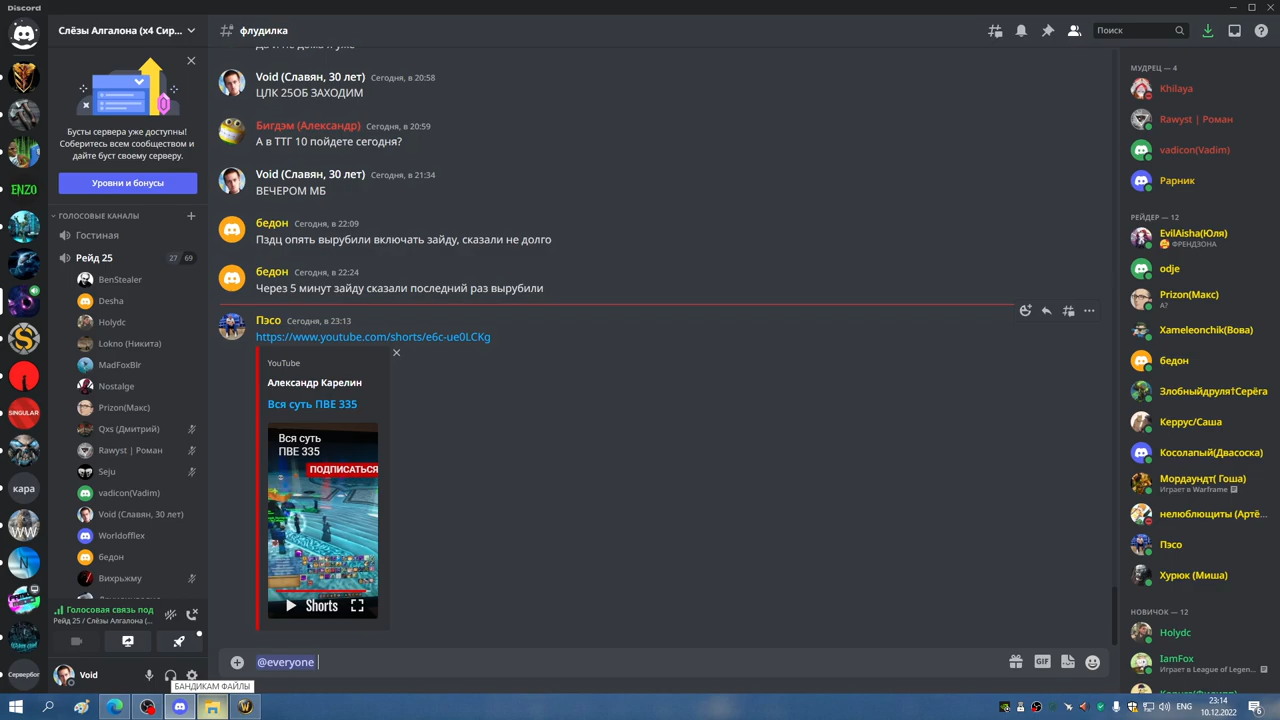 Discord
Слёзы Алгалона (x4 Сир...
флудилка
Поиск
Бусты сервера уже доступны!
Соберитесь всем сообществом и
дайте буст своему серверу.
Уровни и бонусы
ГОЛОСОВЫЕ КАНАЛЫ
Гостиная
Рейд 25
27 69
BenStealer
Desha
Holydc
Lokno (Никита)
MadFoxBlr
Nostalge
Prizon(Макс)
Qxs (Дмитрий)
Rawyst | Роман
Seju
vadicon(Vadim)
Void (Славян, 30 лет)
Worldofflex
бедон
Вихрьжму
Голосовая связь под
Рейд 25 / Слёзы Алгалона (...
Void
БАНДИКАМ ФАЙЛЫ
ENZO
SINGULAR
кара
WW
Сервербог
Void (Славян, 30 лет) Сегодня, в 20:58
ЦЛК 25ОБ ЗАХОДИМ
Бигдэм (Александр) Сегодня, в 20:59
А в ТТГ 10 пойдете сегодня?
Void (Славян, 30 лет) Сегодня, в 21:34
ВЕЧЕРОМ МБ
бедон Сегодня, в 22:09
Пздц опять вырубили включать зайду, сказали не долго
бедон Сегодня, в 22:24
Через 5 минут зайду сказали последний раз вырубили
Пэсо Сегодня, в 23:13
https://www.youtube.com/shorts/e6c-ue0LCKg
YouTube
Александр Карелин
Вся суть ПВЕ 335
Вся суть
ПВЕ 335
ПОДПИСАТЬСЯ
Shorts
@everyone
GIF
МУДРЕЦ — 4
Khilaya
Rawyst | Роман
vadicon(Vadim)
Рарник
РЕЙДЕР — 12
EvilAisha(Юля)
ФРЕНДЗОНА
odje
Prizon(Макс)
А?
Xameleonchik(Вова)
бедон
Злобныйдруля†Серёга
Керрус/Саша
Косолапый(Двасоска)
Мордаундт( Гоша)
Играет в Warframe
нелюблющиты (Артё...
Пэсо
Хурюк (Миша)
НОВИЧОК — 12
Holydc
IamFox
Играет в League of Legen...
ENG
23:14
10.12.2022
6